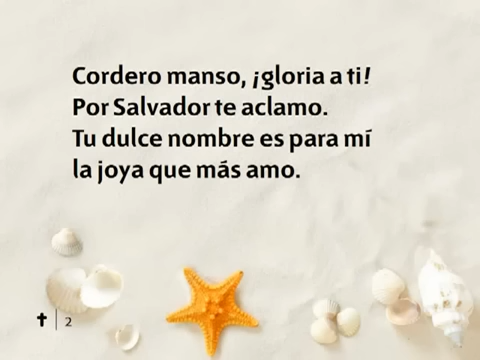 Cordero manso, ¡gloria a ti!
Por Salvador te aclamo.
Tu dulce nombre es para mí
la joya que más amo.
2